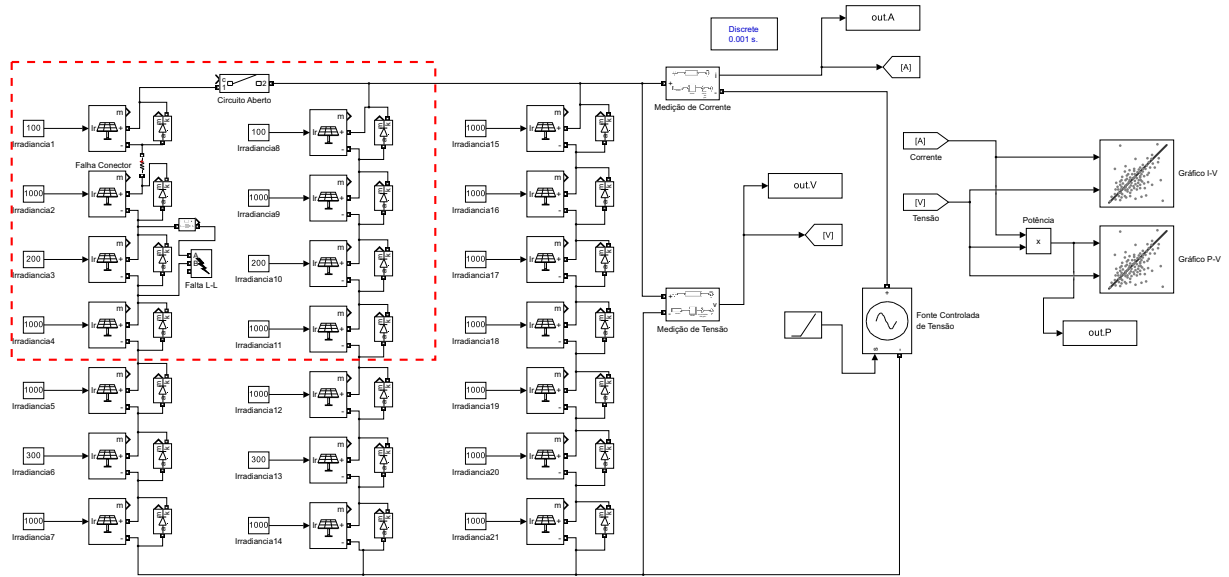 out.A
Discrete
0.001 s.
[A]
Circuito Aberto
c
1
2
i
+
-
Medição de Corrente
m
Ir
+
-
100
Irradiancia1
100
Irradiancia8
1000
Irradiancia15
Falha Conector
1000
Irradiancia2
1000
Irradiancia9
1000
Irradiancia16
200
Irradiancia3
A
B
Falta L-L
200
Irradiancia10
1000
Irradiancia17
1000
Irradiancia4
1000
Irradiancia11
1000
Irradiancia18
1000
Irradiancia5
1000
Irradiancia12
1000
Irradiancia19
300
Irradiancia6
300
Irradiancia13
1000
Irradiancia20
1000
Irradiancia7
1000
Irradiancia14
1000
Irradiancia21
out.V
[V]
v
Medição de Tensão
+
s
-
Fonte Controlada
de Tensão
[A]
Corrente
[V]
Tensão
Potência
x
Gráfico I-V
Gráfico P-V
out.P